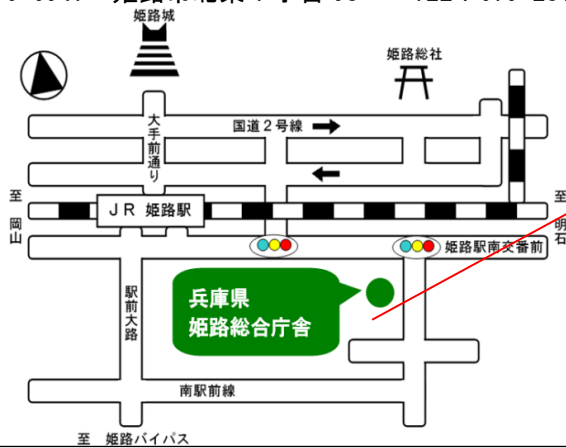 姫路城
姫路総社
大手前通り
国道2号線
至 岡山
JR 姫路駅
至 明石
姫路駅南交番前
兵庫県
姫路総合庁舎
駅前大路
南駅前線
至 姫路バイパス